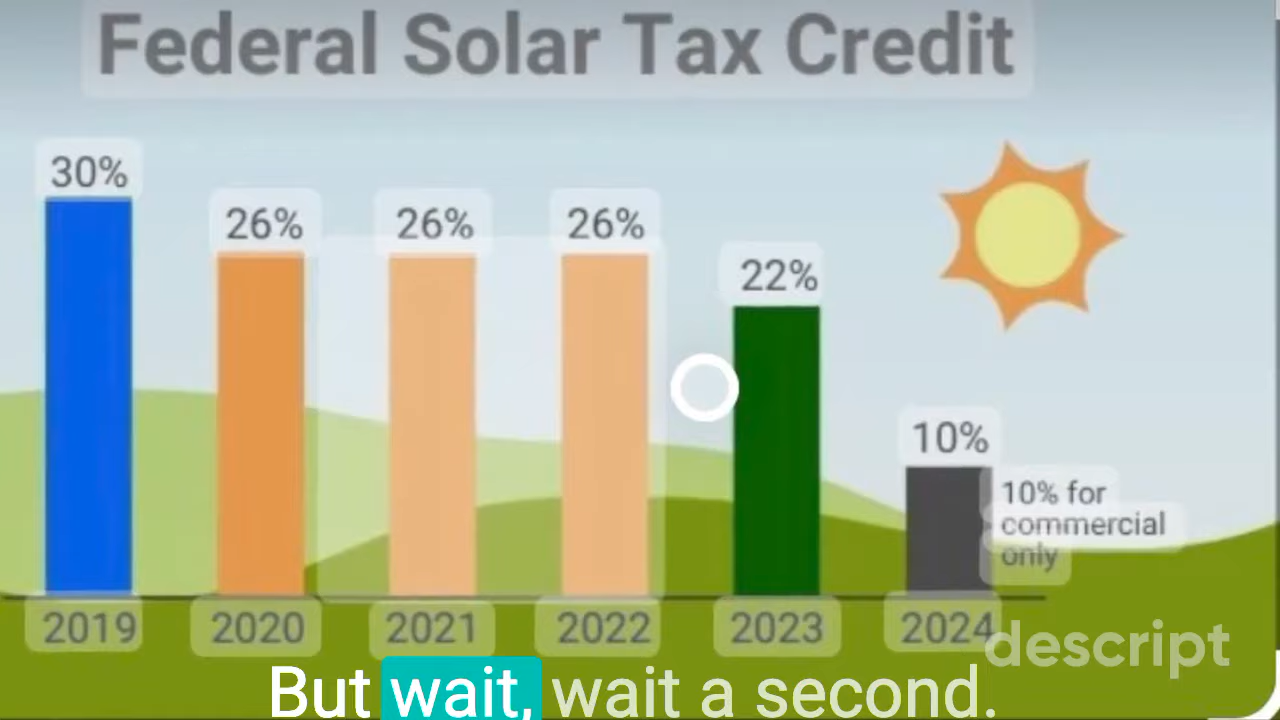 Federal Solar Tax Credit
30%
26%
26%
26%
22%
10%
10% for
commercial
only
2019
2020
2021
2022
2023
2024
descript
But wait, wait a second.